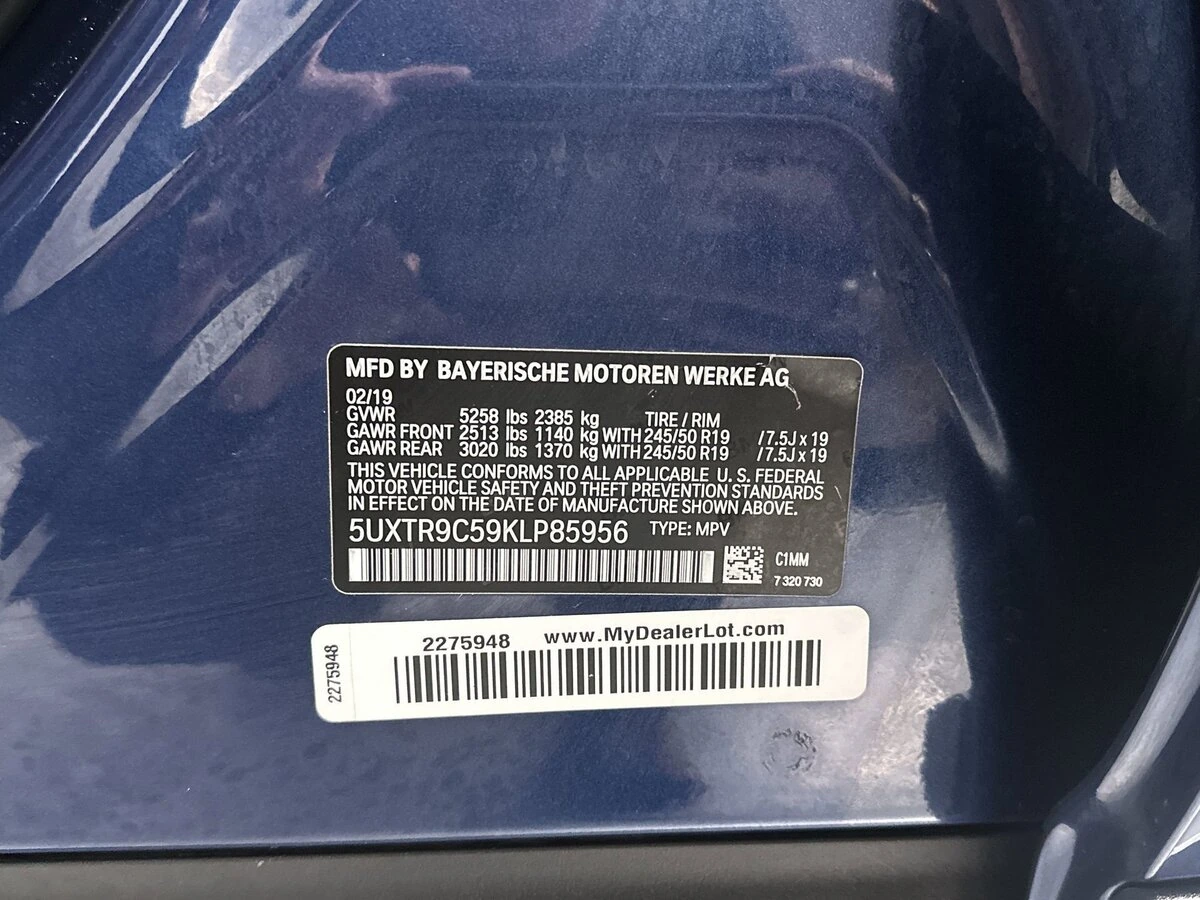 MFD BY BAYERISCHE MOTOREN WERKE AG
02/19
GVWR 5258 lbs 2385 kg TIRE / RIM
GAWR FRONT 2513 lbs 1140 kg WITH 245/50 R19 / 7.5J x 19
GAWR REAR 3020 lbs 1370 kg WITH 245/50 R19 / 7.5J x 19
THIS VEHICLE CONFORMS TO ALL APPLICABLE U. S. FEDERAL
MOTOR VEHICLE SAFETY AND THEFT PREVENTION STANDARDS
IN EFFECT ON THE DATE OF MANUFACTURE SHOWN ABOVE.
5UXTR9C59KLP85956 TYPE: MPV
C1MM
7 320 730
2275948 www.MyDealerLot.com
2275948